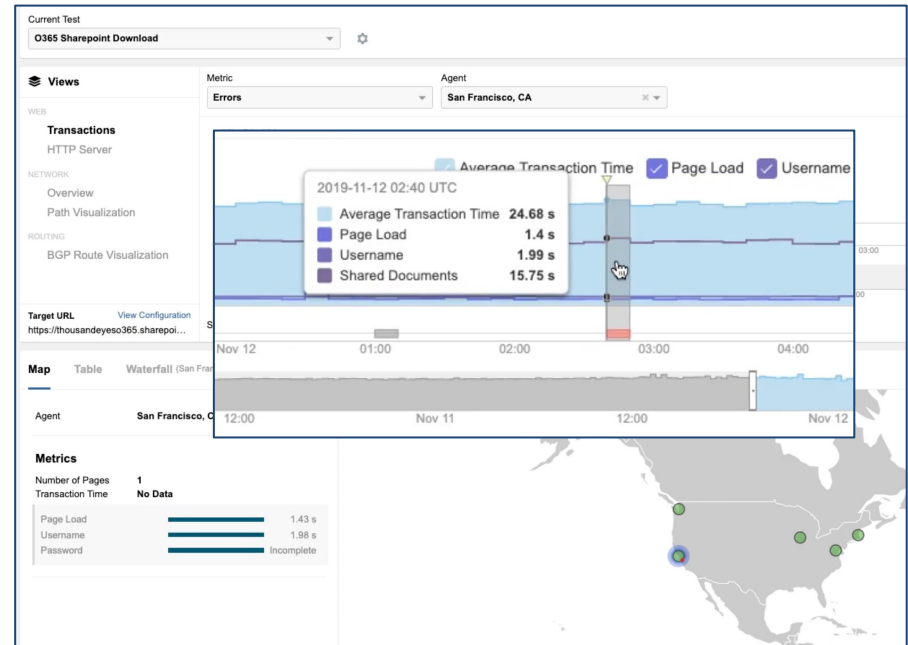 Current Test
O365 Sharepoint Download
Views
Metric
Agent
Errors
San Francisco, CA
WEB
Transactions
HTTP Server
NETWORK
Overview
Path Visualization
ROUTING
BGP Route Visualization
Target URL View Configuration
https://thousandeyeso365.sharepoi...
Average Transaction Time Page Load Username
2019-11-12 02:40 UTC
Average Transaction Time 24.68 s
Page Load 1.4 s
Username 1.99 s
Shared Documents 15.75 s
03:00
00
S
Nov 12 01:00 02:00 03:00 04:00
12:00 Nov 11 12:00 Nov 12
Map Table Waterfall (San Fran
Agent San Francisco, C
Metrics
Number of Pages 1
Transaction Time No Data
Page Load 1.43 s
Username 1.98 s
Password Incomplete